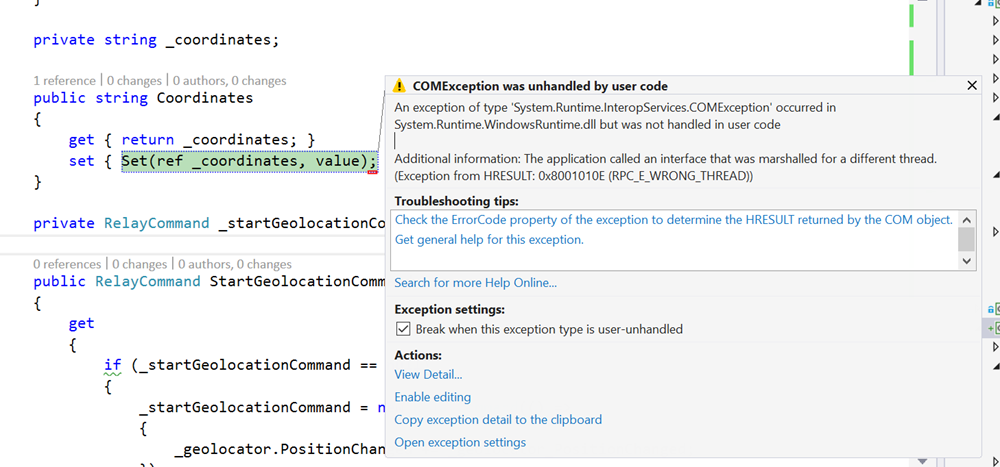 }
private string _coordinates;
1 reference | 0 changes | 0 authors, 0 changes
public string Coordinates
{
get { return _coordinates; }
set { Set(ref _coordinates, value);
}
private RelayCommand _startGeolocationCo
0 references | 0 changes | 0 authors, 0 changes
public RelayCommand StartGeolocationComm
{
get
{
if (_startGeolocationCommand ==
{
_startGeolocationCommand = n
{
_geolocator.PositionChan
COMException was unhandled by user code
An exception of type 'System.Runtime.InteropServices.COMException' occurred in
System.Runtime.WindowsRuntime.dll but was not handled in user code
Additional information: The application called an interface that was marshalled for a different thread.
(Exception from HRESULT: 0x8001010E (RPC_E_WRONG_THREAD))
Troubleshooting tips:
Check the ErrorCode property of the exception to determine the HRESULT returned by the COM object.
Get general help for this exception.
Search for more Help Online...
Exception settings:
Break when this exception type is user-unhandled
Actions:
View Detail...
Enable editing
Copy exception detail to the clipboard
Open exception settings